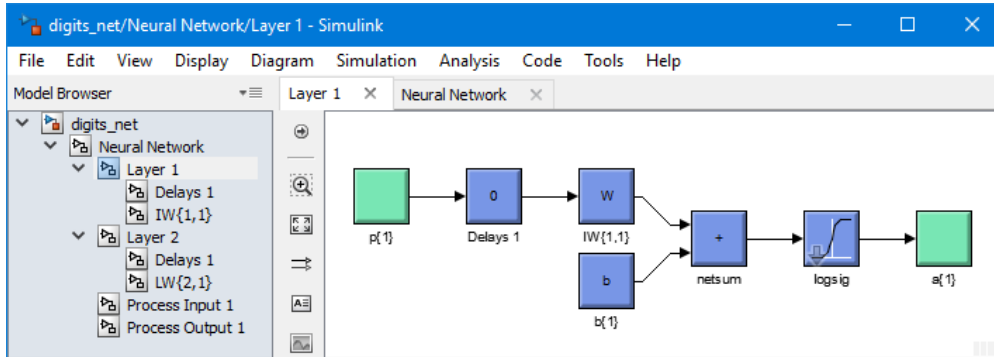 digits_net/Neural Network/Layer 1 - Simulink
File Edit View Display Diagram Simulation Analysis Code Tools Help
Model Browser
Layer 1
Neural Network
digits_net
Neural Network
Layer 1
Delays 1
IW{1,1}
Layer 2
Delays 1
LW{2,1}
Process Input 1
Process Output 1
A
0
W
p{1}
Delays 1
IW{1,1}
+
b
netsum
logsig
a{1}
b{1}